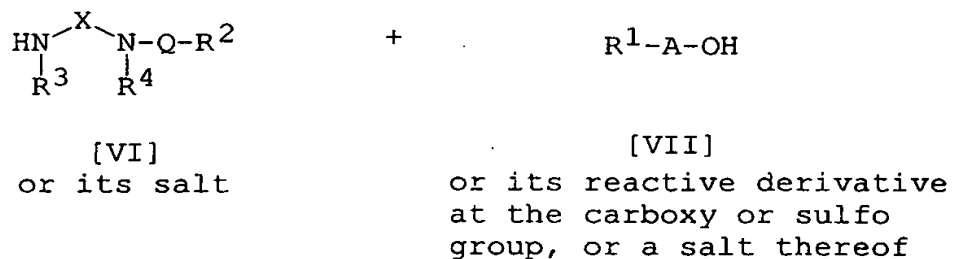 X
HN N-Q-R2 + R1-A-OH
R3 R4
[VI] [VII]
or its salt or its reactive derivative
at the carboxy or sulfo
group, or a salt thereof